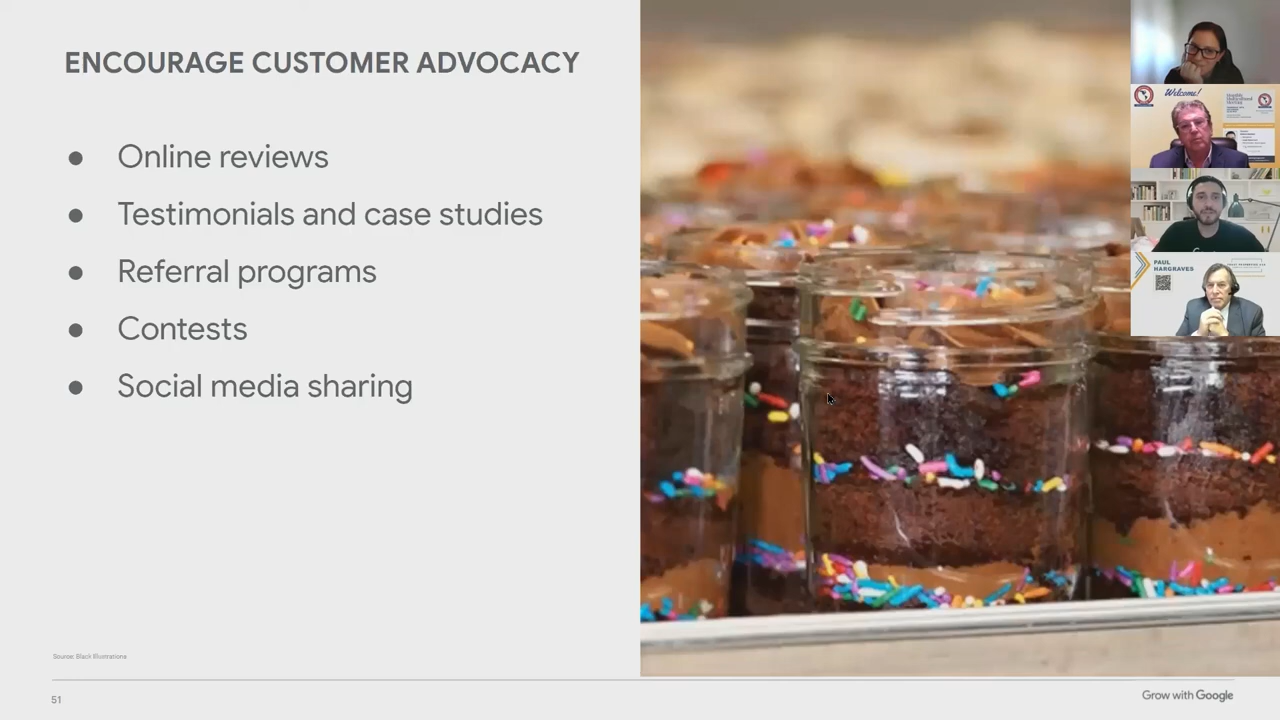 ENCOURAGE CUSTOMER ADVOCACY
● Online reviews
● Testimonials and case studies
● Referral programs
● Contests
● Social media sharing
Source: Black Illustrations
51
Grow with Google
Welcome!
PAUL
HARGRAVES